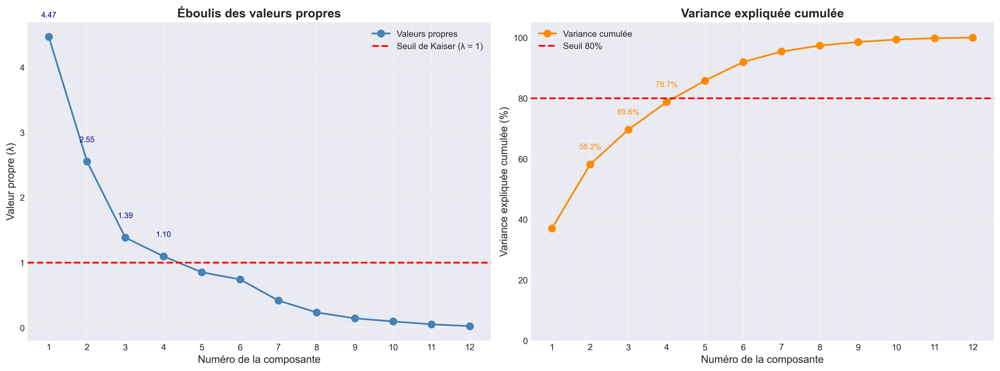 Éboulis des valeurs propres
4.47
Valeurs propres
Seuil de Kaiser (λ = 1)
2.55
1.39
1.10
4
3
2
1
0
Valeur propre (λ)
1 2 3 4 5 6 7 8 9 10 11 12
Numéro de la composante
Variance expliquée cumulée
Variance cumulée
Seuil 80%
78.7%
69.6%
58.2%
100
80
60
40
20
0
Variance expliquée cumulée (%)
1 2 3 4 5 6 7 8 9 10 11 12
Numéro de la composante